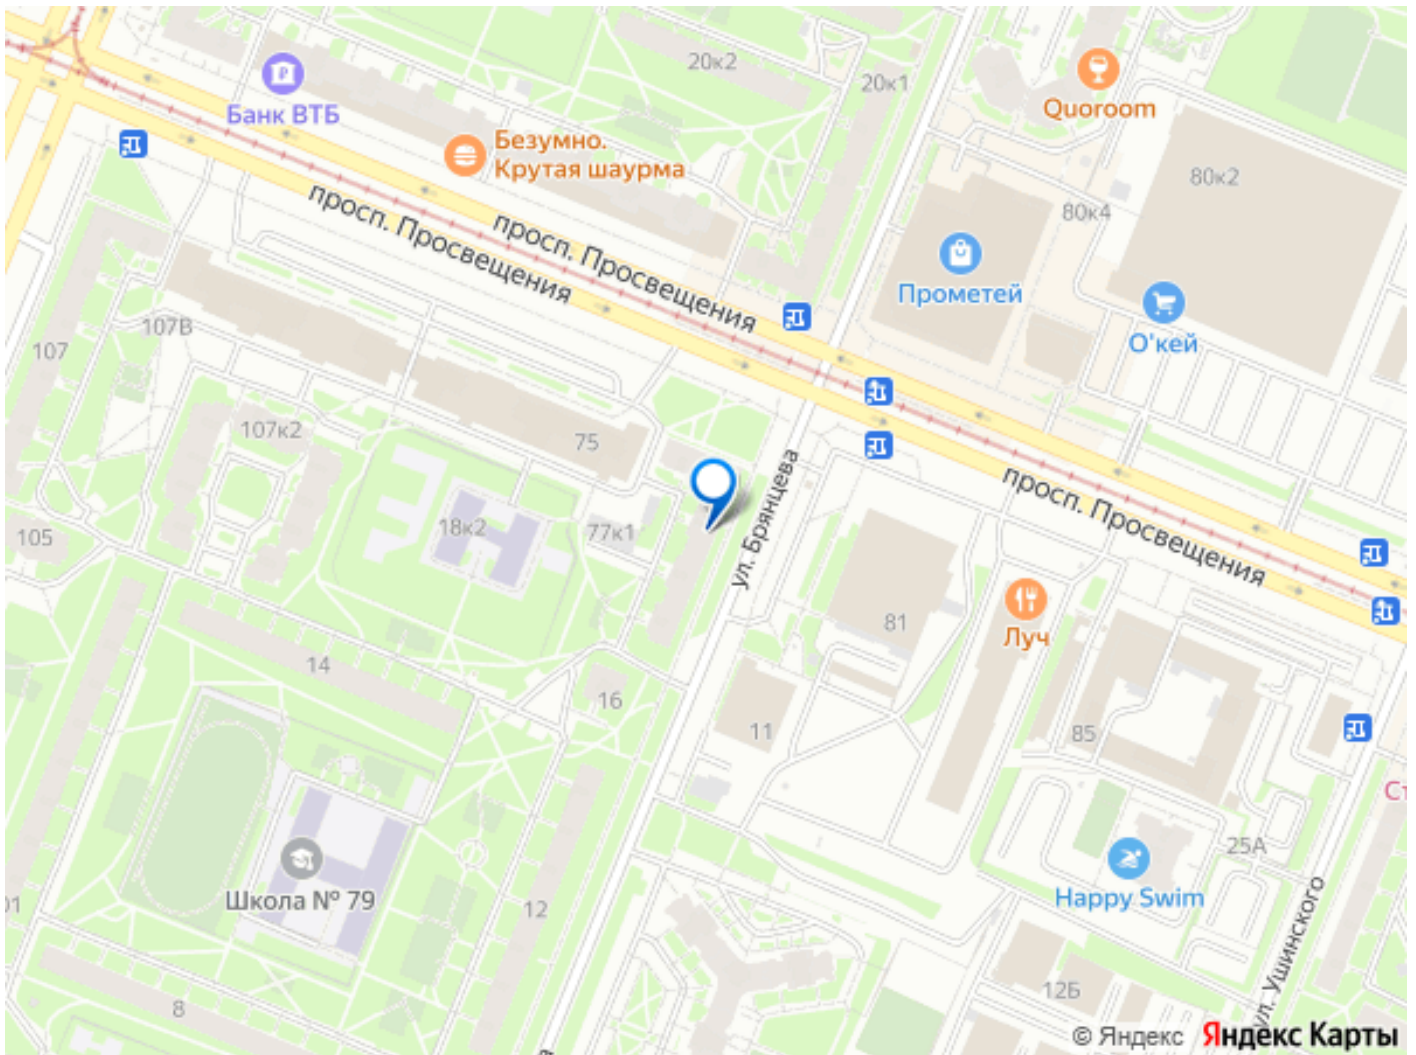 20к2
20к1
Quoroom
Банк ВТБ
Безумно.
Крутая шаурма
80к2
80к4
просп. Просвещения
просп. Просвещения
Прометей
О'кей
107В
107
107к2
75
ул. Брянцева
просп. Просвещения
18к2
77к1
105
81
Луч
14
16
11
85
Ст
25А
Школа № 79
Happy Swim
01
12
ул. Ушинского
12Б
8
а
© Яндекс Яндекс Карты